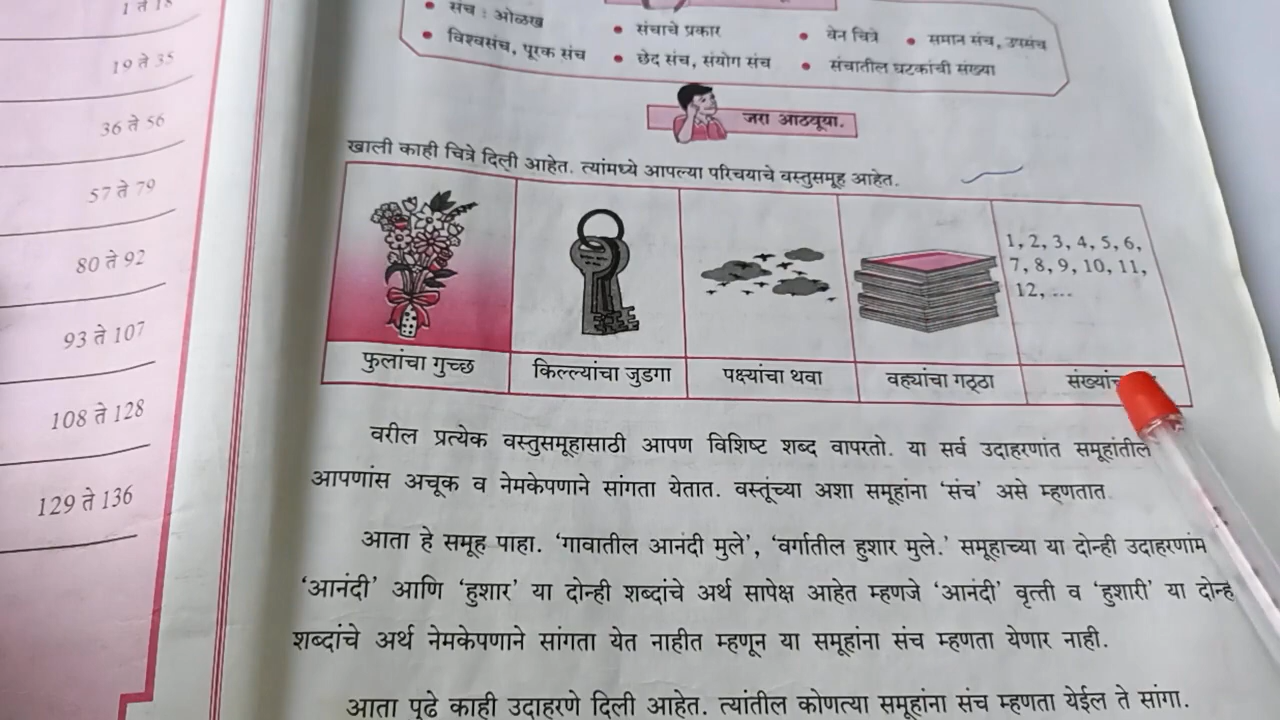 1 ते 18
19 ते 35
36 ते 56
57 ते 79
80 ते 92
93 ते 107
108 ते 128
129 ते 136
• संच : ओळख • संचाचे प्रकार • वेन चित्रे • समान संच, उपसंच
• विश्वसंच, पूरक संच • छेद संच, संयोग संच • संचातील घटकांची संख्या
जरा आठवूया.
खाली काही चित्रे दिली आहेत. त्यांमध्ये आपल्या परिचयाचे वस्तुसमूह आहेत.
1, 2, 3, 4, 5, 6,
7, 8, 9, 10, 11,
12, ...
फुलांचा गुच्छ किल्ल्यांचा जुडगा पक्ष्यांचा थवा वह्यांचा गठ्ठा
वरील प्रत्येक वस्तुसमूहासाठी आपण विशिष्ट शब्द वापरतो. या सर्व उदाहरणांत समूहांतील
आपणांस अचूक व नेमकेपणाने सांगता येतात. वस्तूंच्या अशा समूहांना ‘संच’ असे म्हणतात
आता हे समूह पाहा. ‘गावातील आनंदी मुले’, ‘वर्गातील हुशार मुले.’ समूहाच्या या दोन्ही
‘आनंदी’ आणि ‘हुशार’ या दोन्ही शब्दांचे अर्थ सापेक्ष आहेत म्हणजे ‘आनंदी’ वृत्ती व ‘हुशारी’ या
शब्दांचे अर्थ नेमकेपणाने सांगता येत नाहीत म्हणून या समूहांना संच म्हणता येणार नाही.
आता पुढे काही उदाहरणे दिली आहेत. त्यांतील कोणत्या समूहांना संच म्हणता येईल ते सांगा.